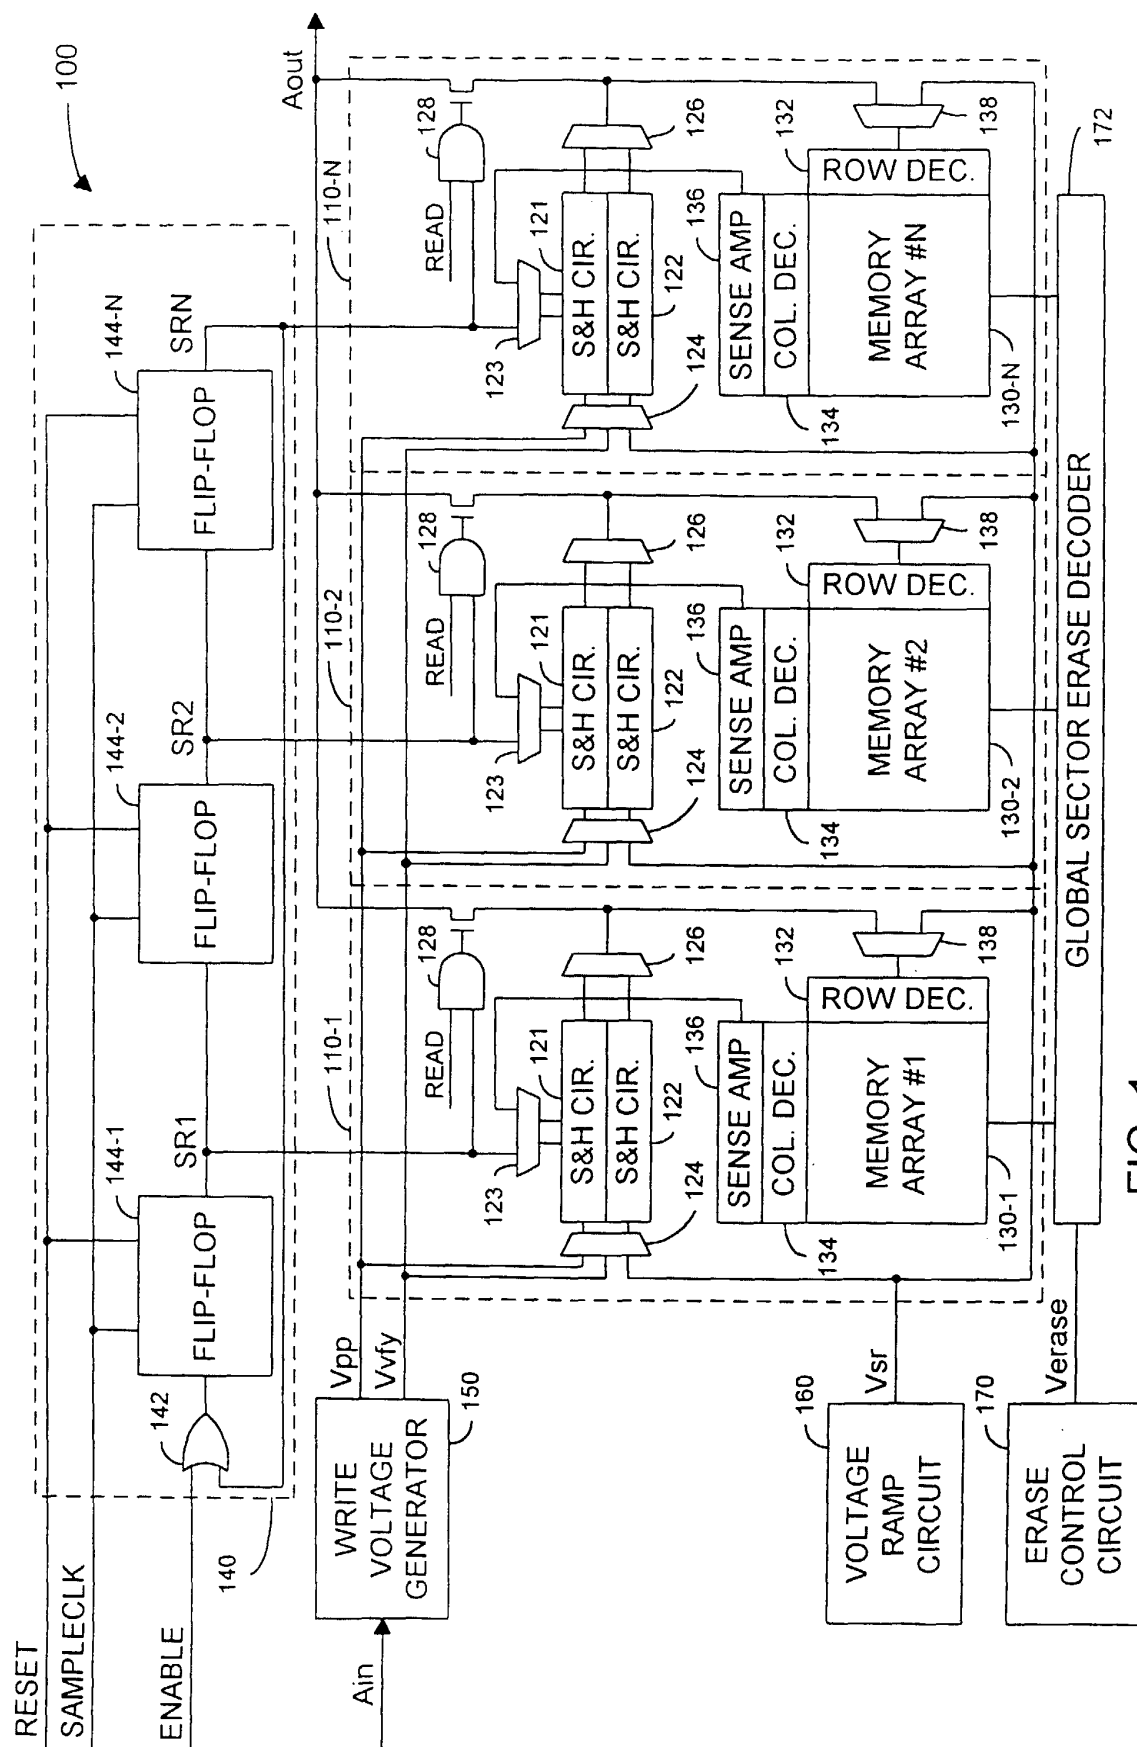 100
RESET
SAMPLECLK
ENABLE
140
142
144-1
FLIP-FLOP
SR1
144-2
FLIP-FLOP
SR2
144-N
FLIP-FLOP
SRN
Aout
Ain
WRITE
VOLTAGE
GENERATOR
150
Vpp
Vvfy
110-1
READ
128
123
121
S&H CIR.
S&H CIR.
122
124
126
136
SENSE AMP
COL. DEC.
134
132
ROW DEC.
138
MEMORY
ARRAY #1
130-1
110-2
READ
128
123
121
S&H CIR.
S&H CIR.
122
124
126
136
SENSE AMP
COL. DEC.
134
132
ROW DEC.
138
MEMORY
ARRAY #2
130-2
110-N
READ
128
123
121
S&H CIR.
S&H CIR.
122
124
126
136
SENSE AMP
COL. DEC.
134
132
ROW DEC.
138
MEMORY
ARRAY #N
130-N
160
VOLTAGE
RAMP
CIRCUIT
Vsr
170
ERASE
CONTROL
CIRCUIT
Verase
GLOBAL SECTOR ERASE DECODER
172